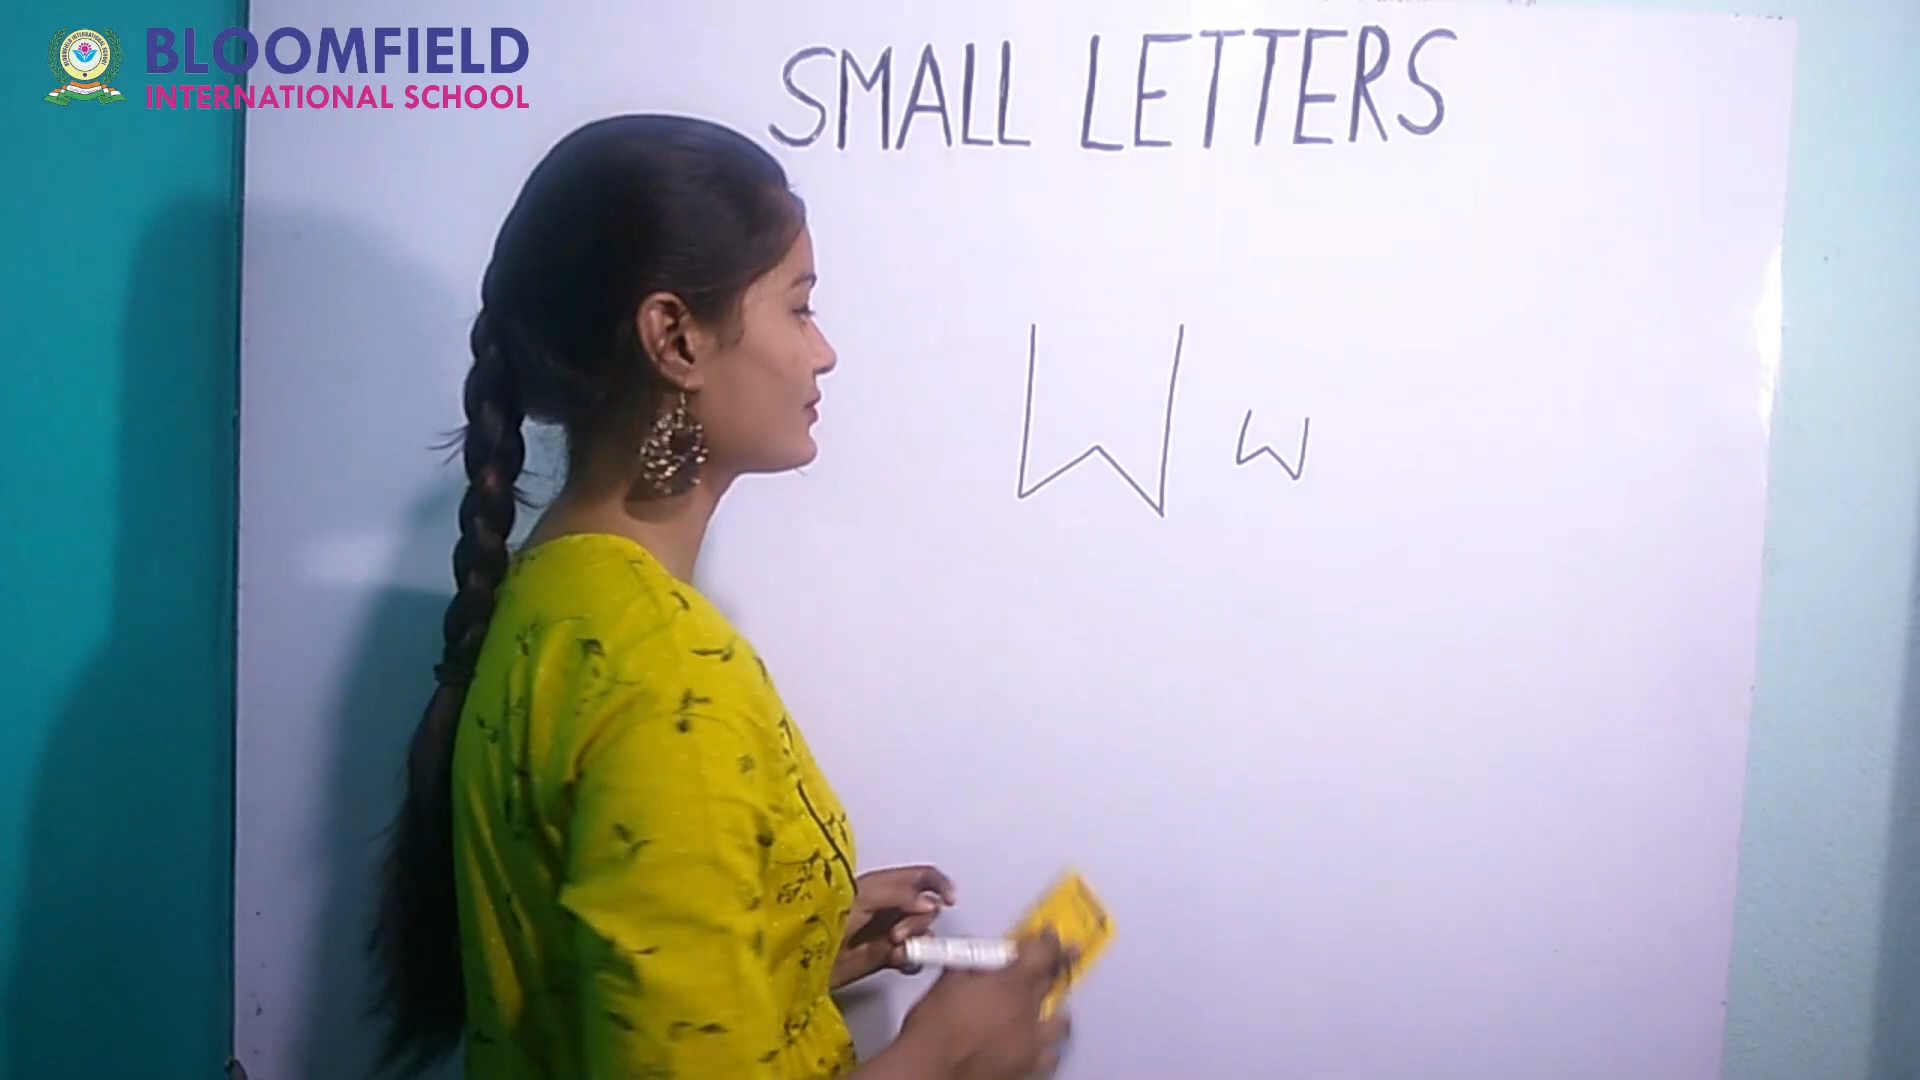 BLOOMFIELD
INTERNATIONAL SCHOOL
SMALL LETTERS
W w